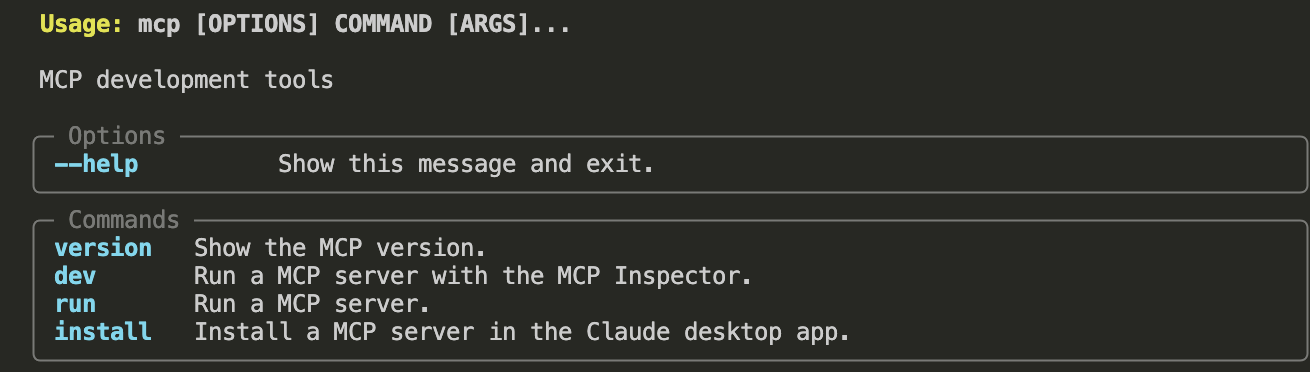 Usage: mcp [OPTIONS] COMMAND [ARGS]...
MCP development tools
Options
--help Show this message and exit.
Commands
version Show the MCP version.
dev Run a MCP server with the MCP Inspector.
run Run a MCP server.
install Install a MCP server in the Claude desktop app.